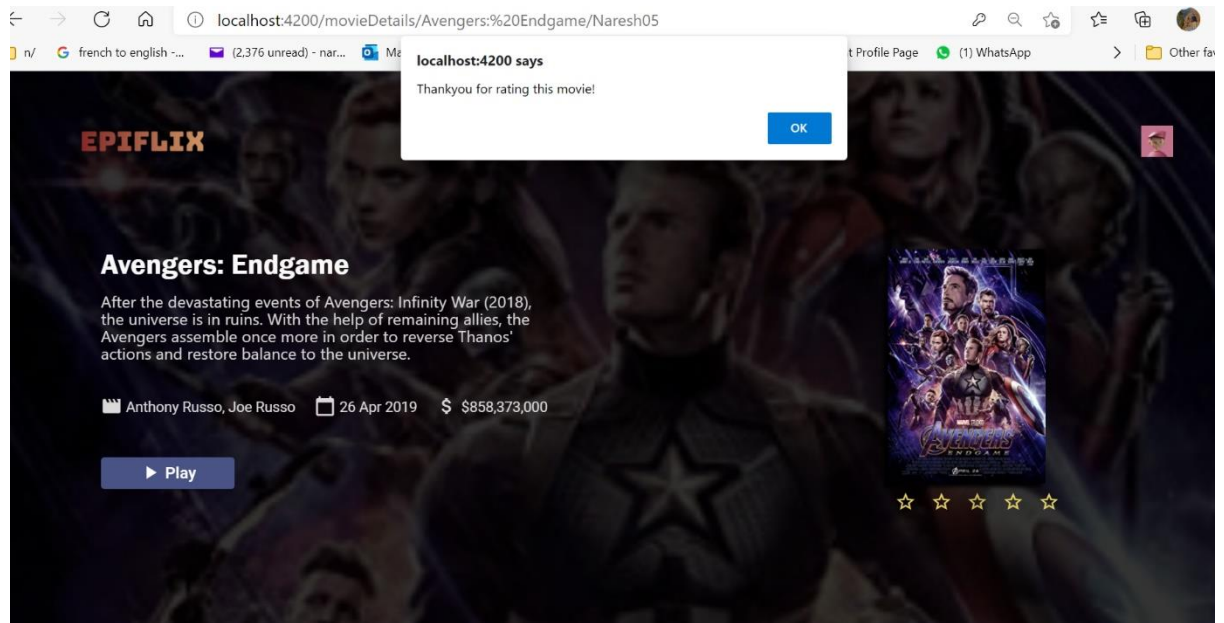 localhost:4200/movieDetails/Avengers:%20Endgame/Naresh05
n/ french to english -... (2,376 unread) - nar... Ma t Profile Page (1) WhatsApp Other fav
localhost:4200 says
Thankyou for rating this movie!
OK
EPIFLIX
Avengers: Endgame
After the devastating events of Avengers: Infinity War (2018),
the universe is in ruins. With the help of remaining allies, the
Avengers assemble once more in order to reverse Thanos'
actions and restore balance to the universe.
Anthony Russo, Joe Russo 26 Apr 2019 $ $858,373,000
Play
AVENGERS
ENDGAME
APRIL 26